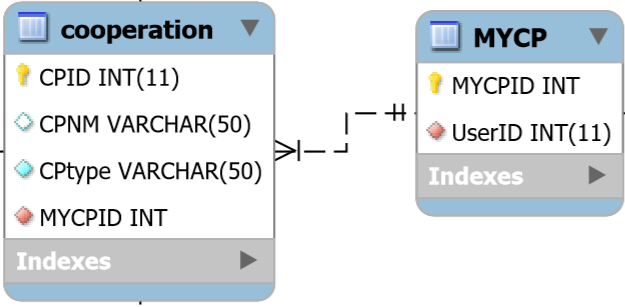 cooperation
CPID INT(11)
CPNM VARCHAR(50)
CPtype VARCHAR(50)
MYCPID INT
Indexes
MYCP
MYCPID INT
UserID INT(11)
Indexes